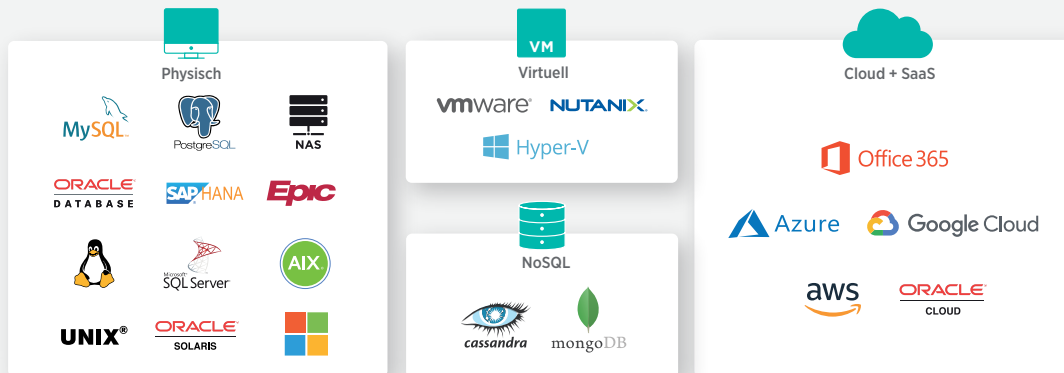 Physisch
MySQL™
PostgreSQL
NAS
ORACLE®
DATABASE
SAP HANA
Epic
Microsoft®
SQL Server
AIX
UNIX®
ORACLE®
SOLARIS
VM
Virtuell
vmware®
NUTANIX
Hyper-V
NoSQL
cassandra
mongoDB
Cloud + SaaS
Office 365
Azure
Google Cloud
aws
ORACLE®
CLOUD